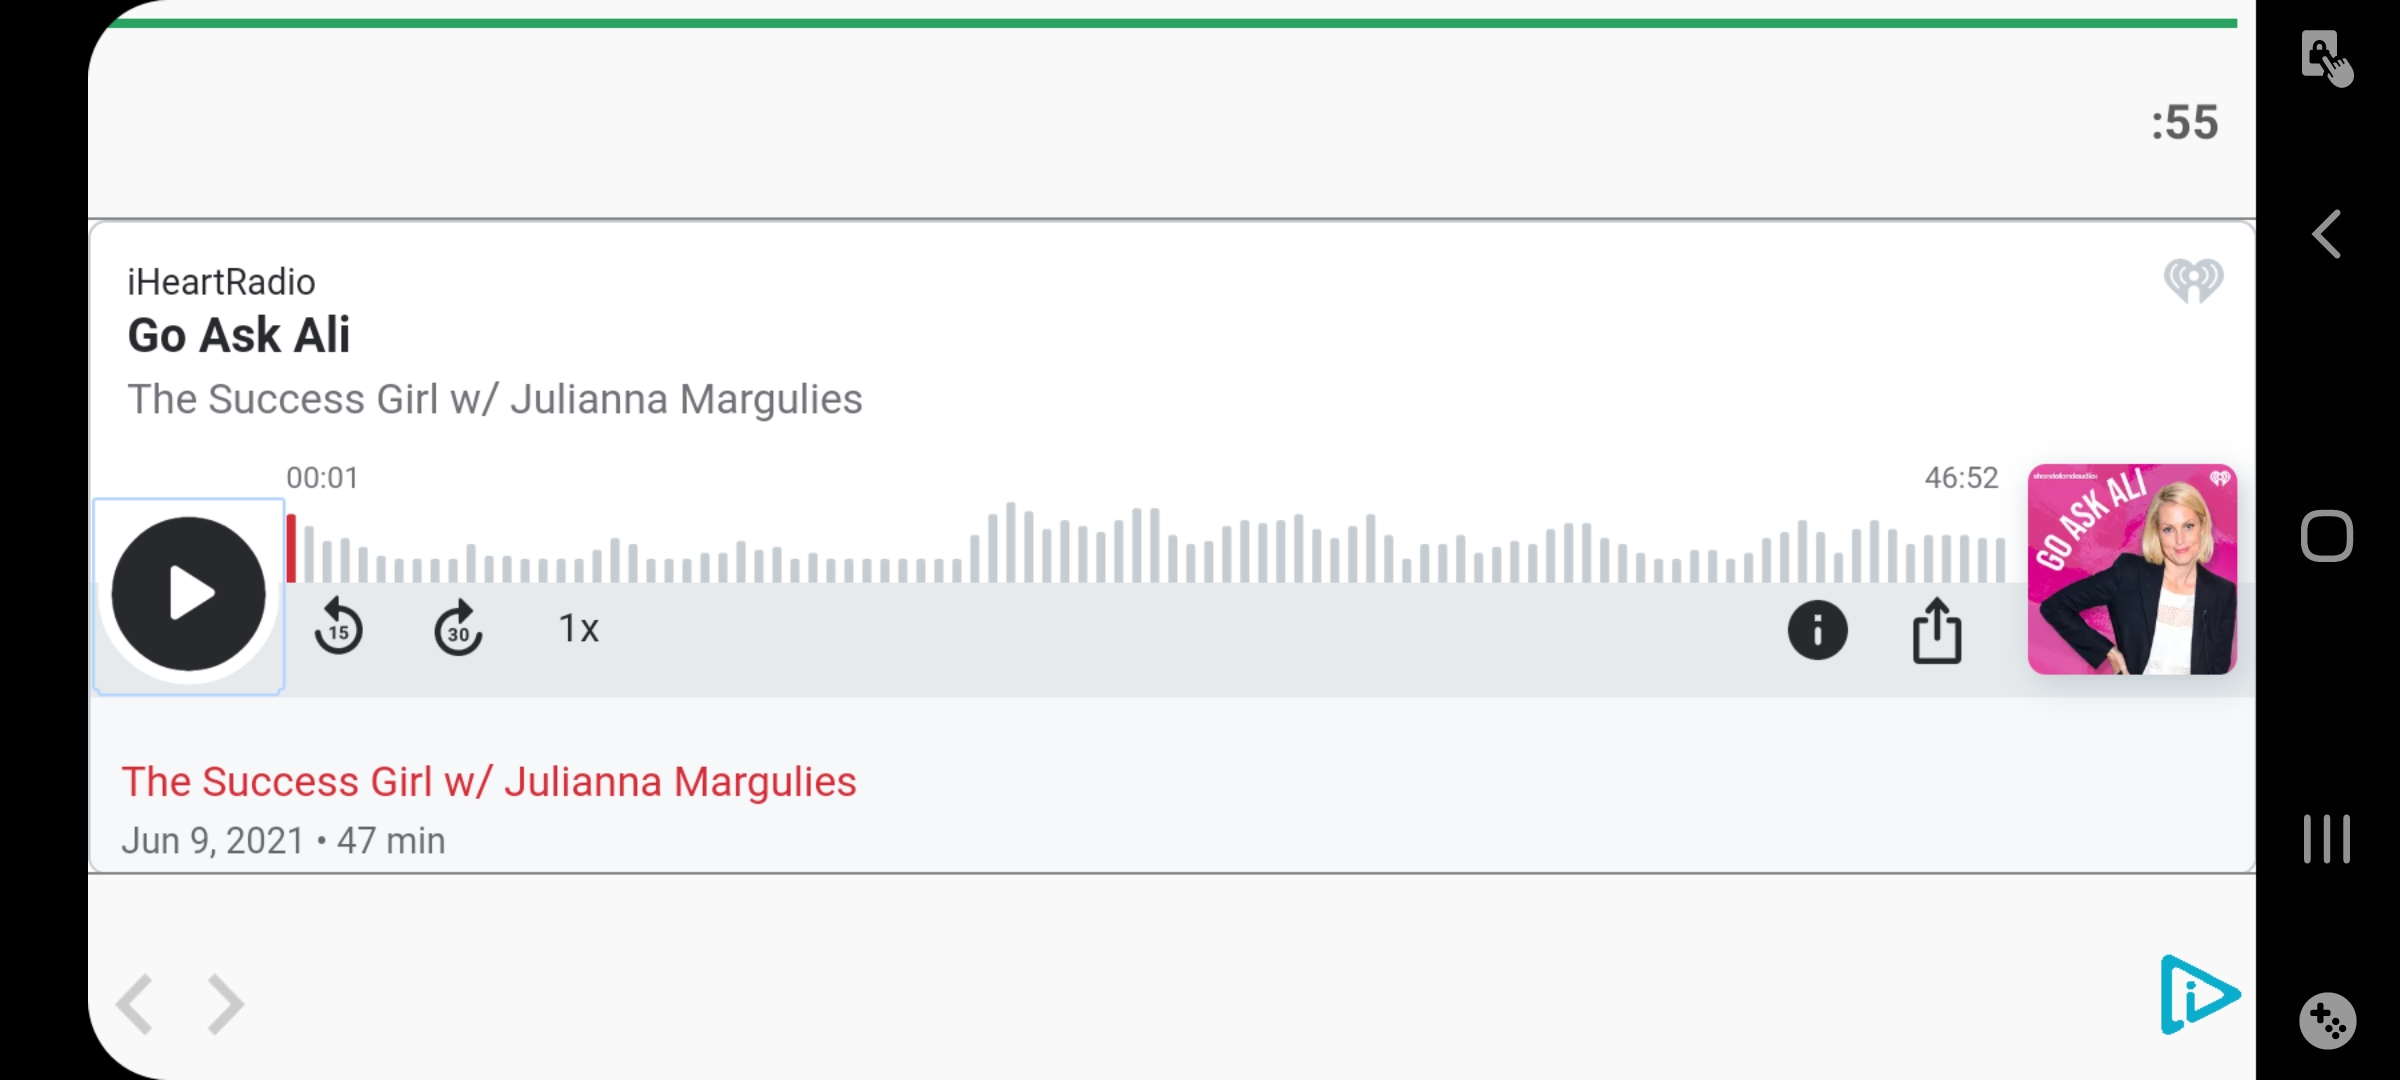 :55
iHeartRadio
Go Ask Ali
The Success Girl w/ Julianna Margulies
00:01
46:52
shondalandaudio
GO ASK ALI
15
30
1x
The Success Girl w/ Julianna Margulies
Jun 9, 2021 • 47 min